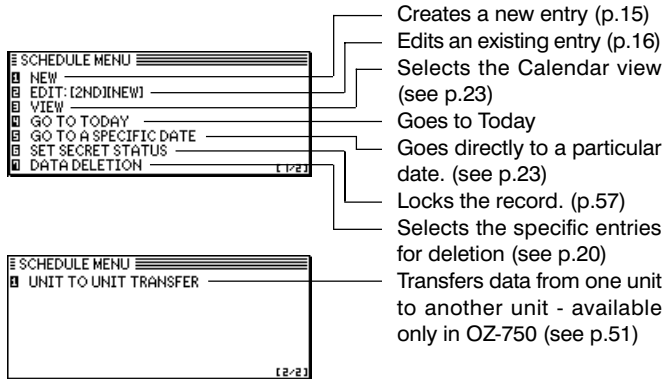 SCHEDULE MENU
1 NEW
2 EDIT:[2ND][NEW]
3 VIEW
4 GO TO TODAY
5 GO TO A SPECIFIC DATE
6 SET SECRET STATUS
7 DATA DELETION
[1/2]
SCHEDULE MENU
1 UNIT TO UNIT TRANSFER
[2/2]
Creates a new entry (p.15)
Edits an existing entry (p.16)
Selects the Calendar view
(see p.23)
Goes to Today
Goes directly to a particular
date. (see p.23)
Locks the record. (p.57)
Selects the specific entries
for deletion (see p.20)
Transfers data from one unit
to another unit - available
only in OZ-750 (see p.51)